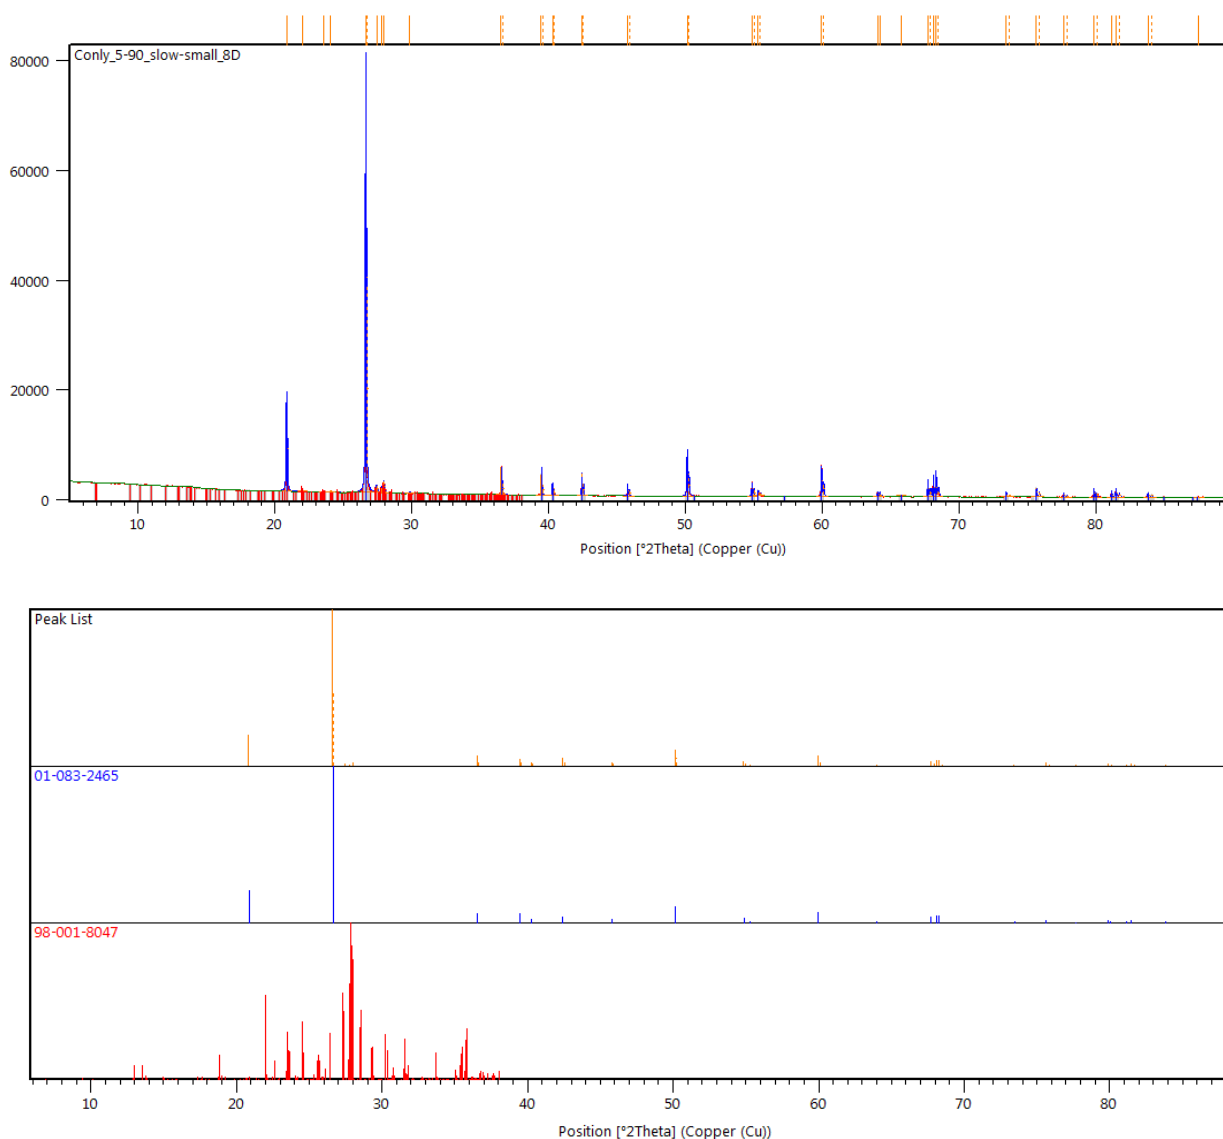 Conly_5-90_slow-small_8D
80000
60000
40000
20000
0
10 20 30 40 50 60 70 80
Position [°2Theta] (Copper (Cu))
Peak List
01-083-2465
98-001-8047
10 20 30 40 50 60 70 80
Position [°2Theta] (Copper (Cu))